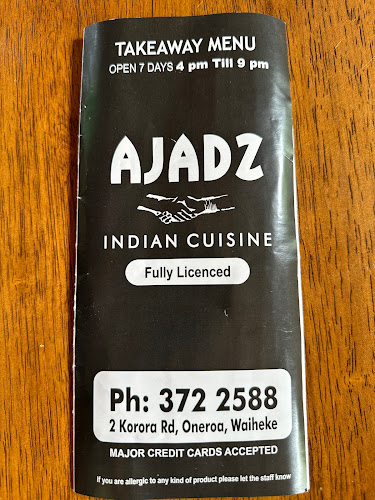 TAKEAWAY MENU
OPEN 7 DAYS 4 pm Till 9 pm
AJADZ
INDIAN CUISINE
Fully Licenced
Ph: 372 2588
2 Korora Rd, Oneroa, Waiheke
MAJOR CREDIT CARDS ACCEPTED
If you are allergic to any kind of product please let the staff know